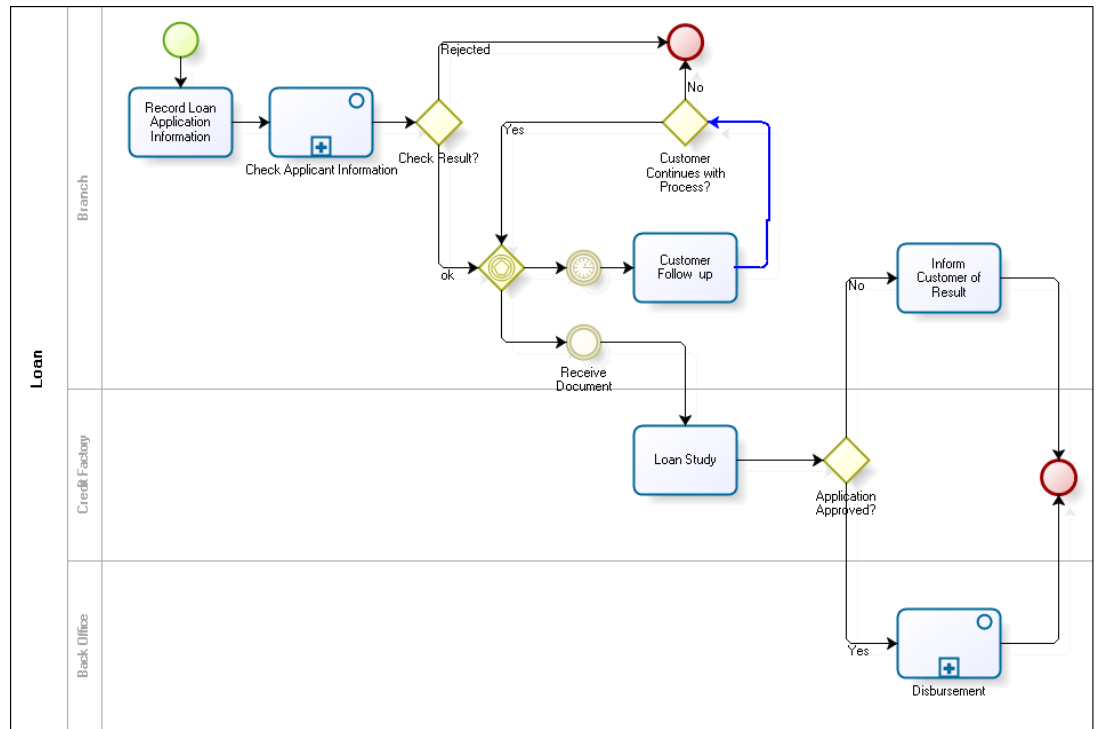 Loan
Branch
Record Loan
Application
Information
Check Applicant Information
Check Result?
Rejected
ok
Yes
No
Customer
Continues with
Process?
Customer
Follow up
Receive
Document
Inform
Customer of
Result
No
Credit Factory
Loan Study
Application
Approved?
Back Office
Yes
Disbursement